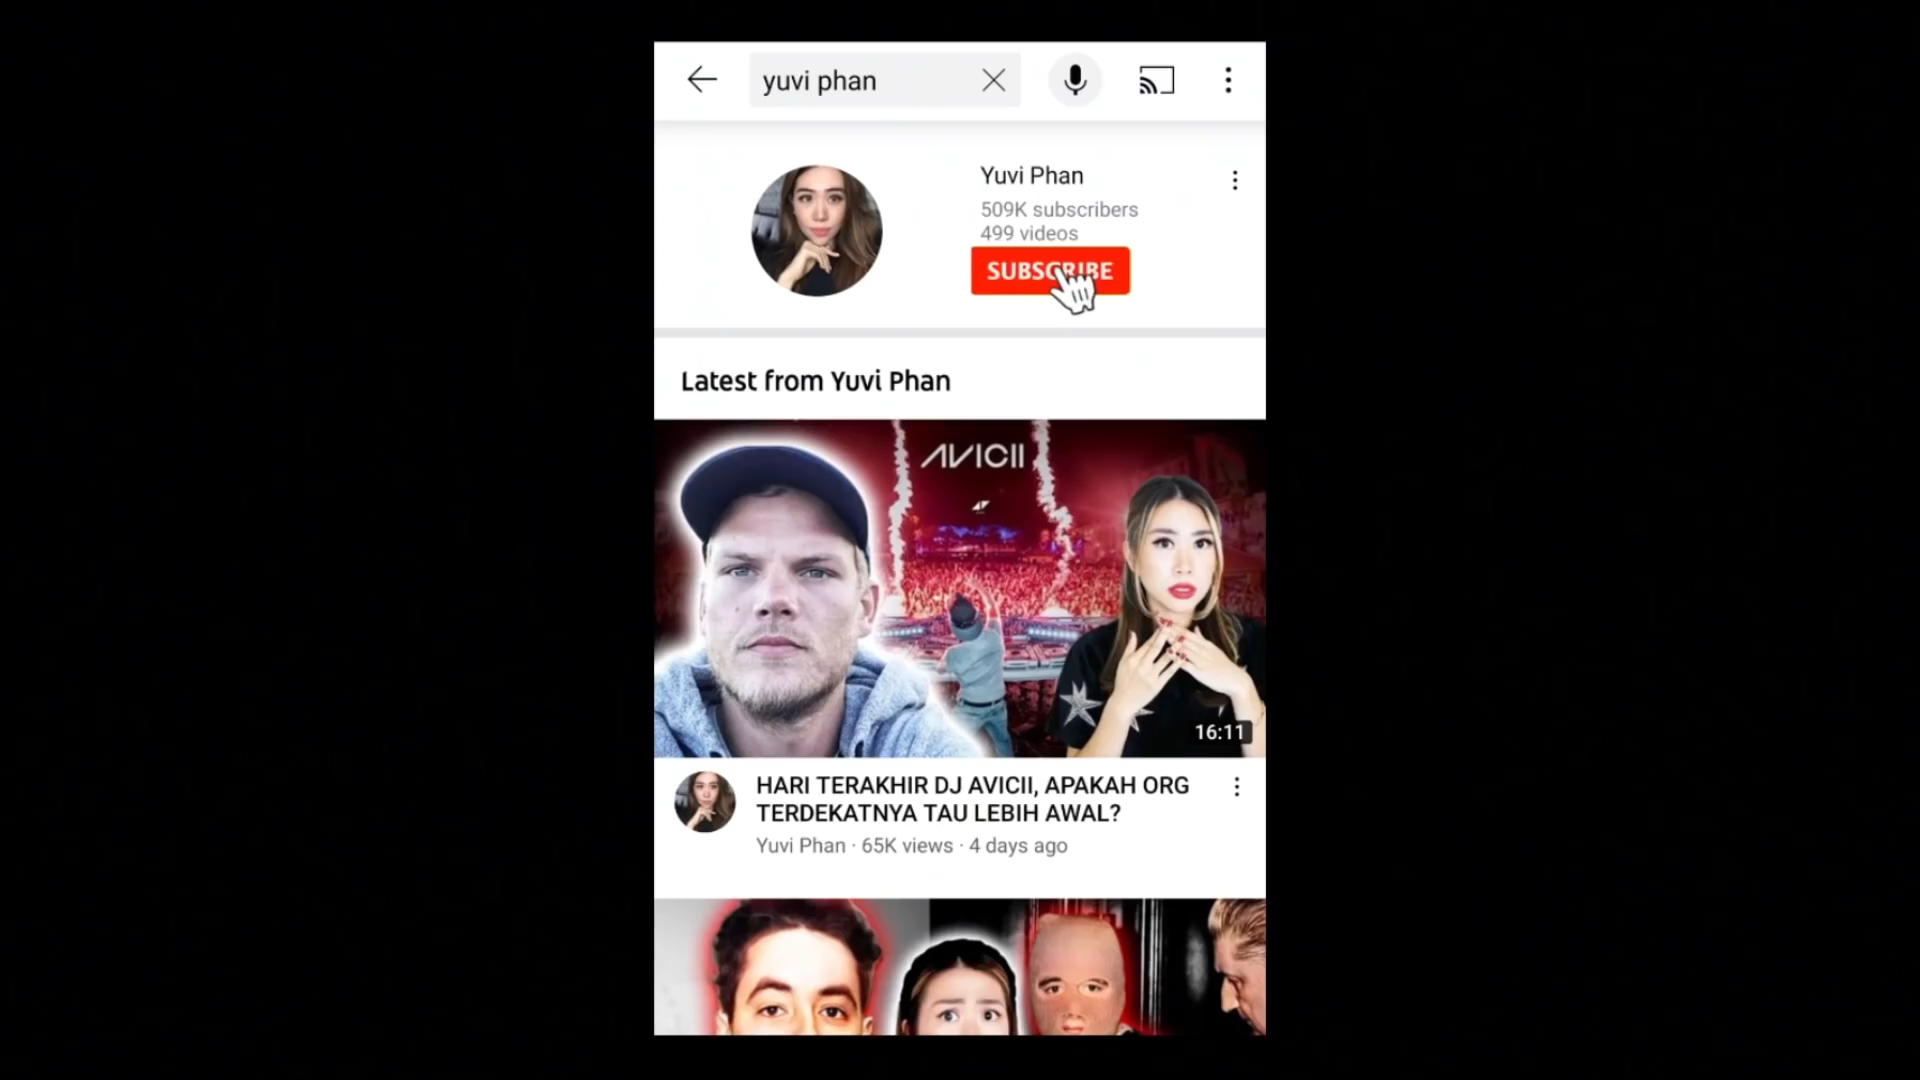 yuvi phan
Yuvi Phan
509K subscribers
499 videos
SUBSCRIBE
Latest from Yuvi Phan
AVICII
16:11
HARI TERAKHIR DJ AVICII, APAKAH ORG
TERDEKATNYA TAU LEBIH AWAL?
Yuvi Phan · 65K views · 4 days ago